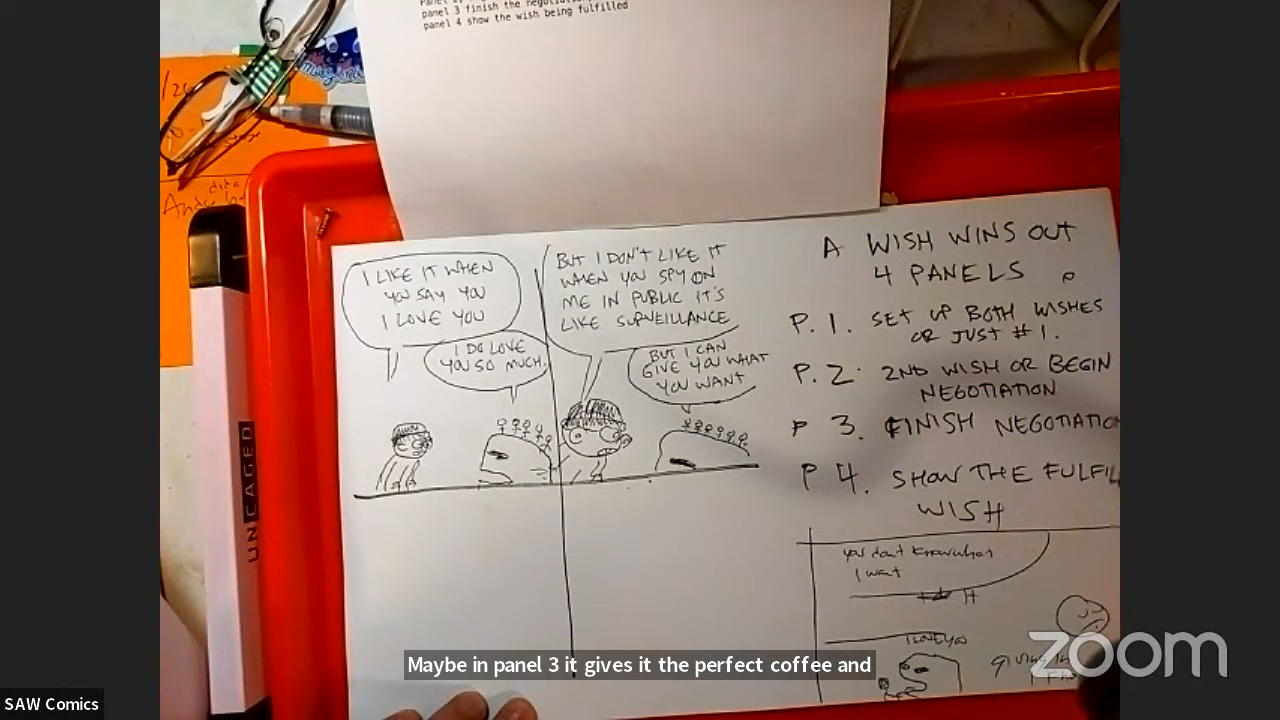 panel 3 finish the
panel 4 show the wish being fulfilled
I LIKE IT WHEN
YOU SAY YOU
I LOVE YOU
I DO LOVE
YOU SO MUCH.
BUT I DON'T LIKE IT
WHEN YOU SPY ON
ME IN PUBLIC IT'S
LIKE SURVEILLANCE
BUT I CAN
GIVE YOU WHAT
YOU WANT
A WISH WINS OUT
4 PANELS
P. 1. SET UP BOTH WISHES
OR JUST #1.
P. 2. 2ND WISH OR BEGIN
NEGOTIATION
P 3. FINISH NEGOTIATIO
P 4. SHOW THE FULFIL
WISH
you don't know what
I want
I LOVE YOU
UNCAGED
zoom
Maybe in panel 3 it gives it the perfect coffee and
SAW Comics